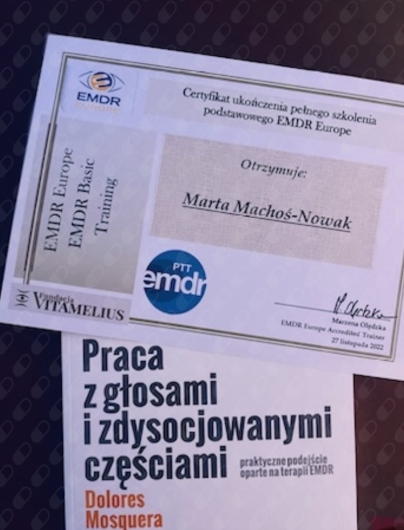 EMDR
EUROPE
Certyfikat ukończenia pełnego szkolenia
podstawowego EMDR Europe
EMDR Europe
EMDR Basic
Training
Otrzymuje:
Marta Machoś-Nowak
PTT
emdr
Fundacja
VITAMELIUS
Marzena Olędzka
EMDR Europe Accredited Trainer
27 listopada 2022
Praca
z głosami
i zdysocjowanymi
częściami
praktyczne podejście
oparte na terapii EMDR
Dolores
Mosquera